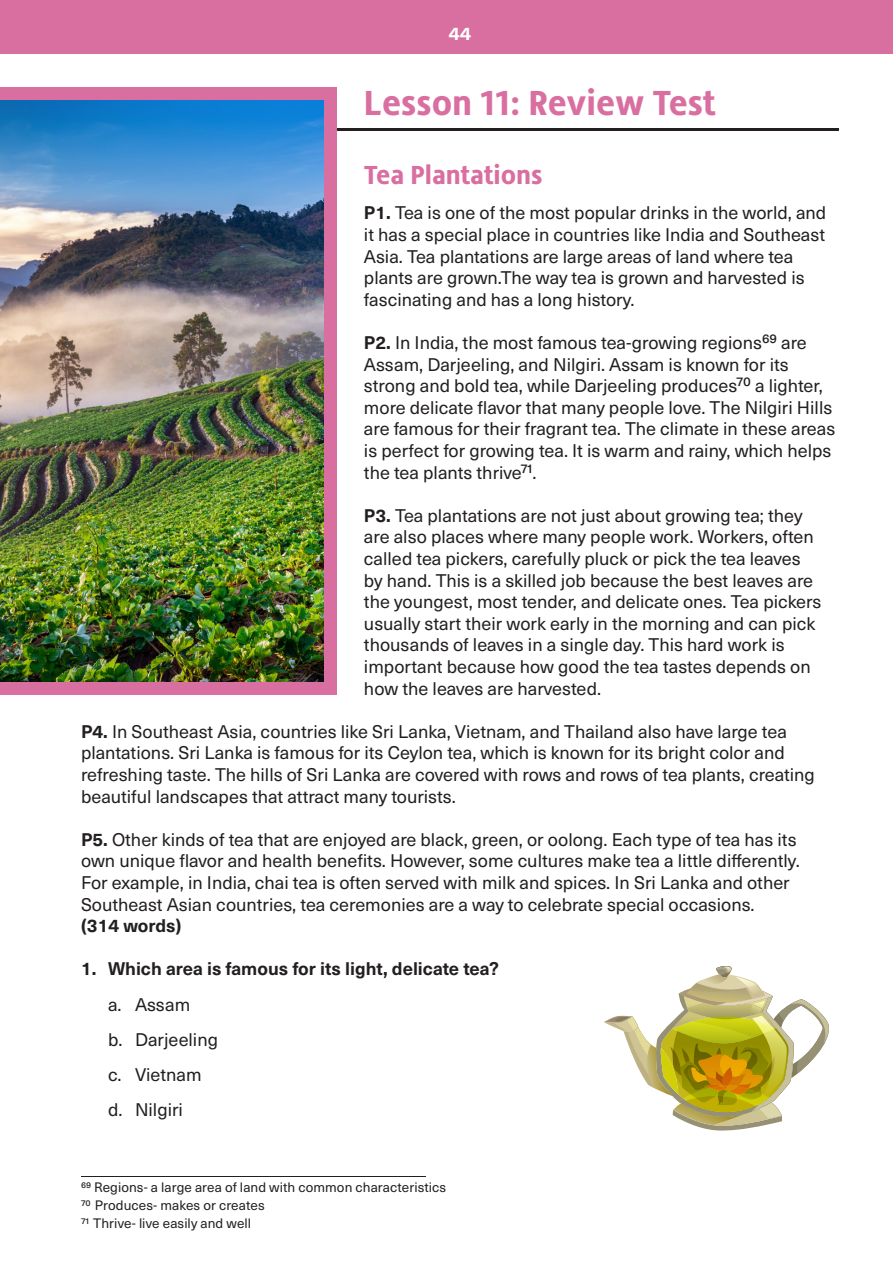 44
Lesson 11: Review Test
Tea Plantations
P1. Tea is one of the most popular drinks in the world, and
it has a special place in countries like India and Southeast
Asia. Tea plantations are large areas of land where tea
plants are grown.The way tea is grown and harvested is
fascinating and has a long history.
P2. In India, the most famous tea-growing regions⁶⁹ are
Assam, Darjeeling, and Nilgiri. Assam is known for its
strong and bold tea, while Darjeeling produces⁷⁰ a lighter,
more delicate flavor that many people love. The Nilgiri Hills
are famous for their fragrant tea. The climate in these areas
is perfect for growing tea. It is warm and rainy, which helps
the tea plants thrive⁷¹.
P3. Tea plantations are not just about growing tea; they
are also places where many people work. Workers, often
called tea pickers, carefully pluck or pick the tea leaves
by hand. This is a skilled job because the best leaves are
the youngest, most tender, and delicate ones. Tea pickers
usually start their work early in the morning and can pick
thousands of leaves in a single day. This hard work is
important because how good the tea tastes depends on
how the leaves are harvested.
P4. In Southeast Asia, countries like Sri Lanka, Vietnam, and Thailand also have large tea
plantations. Sri Lanka is famous for its Ceylon tea, which is known for its bright color and
refreshing taste. The hills of Sri Lanka are covered with rows and rows of tea plants, creating
beautiful landscapes that attract many tourists.
P5. Other kinds of tea that are enjoyed are black, green, or oolong. Each type of tea has its
own unique flavor and health benefits. However, some cultures make tea a little differently.
For example, in India, chai tea is often served with milk and spices. In Sri Lanka and other
Southeast Asian countries, tea ceremonies are a way to celebrate special occasions.
(314 words)
1. Which area is famous for its light, delicate tea?
a. Assam
b. Darjeeling
c. Vietnam
d. Nilgiri
⁶⁹ Regions- a large area of land with common characteristics
⁷⁰ Produces- makes or creates
⁷¹ Thrive- live easily and well